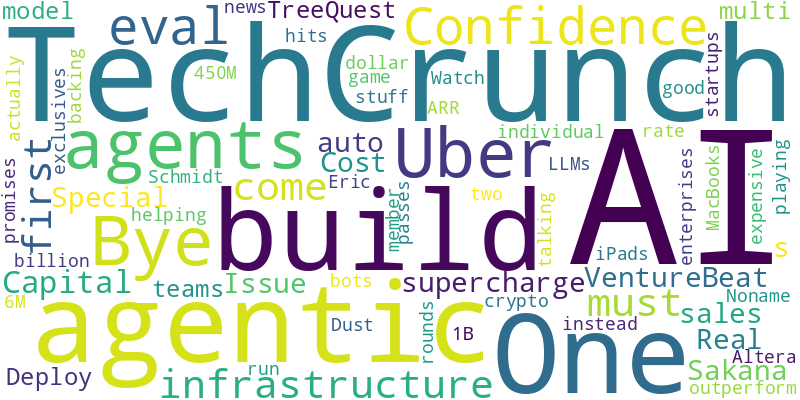 model
eval
news
TreeQuest
Confidence
multi
hits
TechCrunch
450M
dollar
game
stuff
Watch
ARR
good
startups
actually
exclusives
backing
agents
auto
Uber
individual
rate
AI
first
promises
Special
Schmidt
Cost
LLMs
come
Eric
member
passes
two
talking
enterprises
MacBooks
expensive
playing
helping
Bye
build
iPads
s
billion
Capital
teams
Issue
bots
supercharge
VentureBeat
6M
agentic
crypto
must
Noname
Dust
rounds
1B
One
instead
sales
Real
Altera
Deploy
infrastructure
run
Sakana
outperform